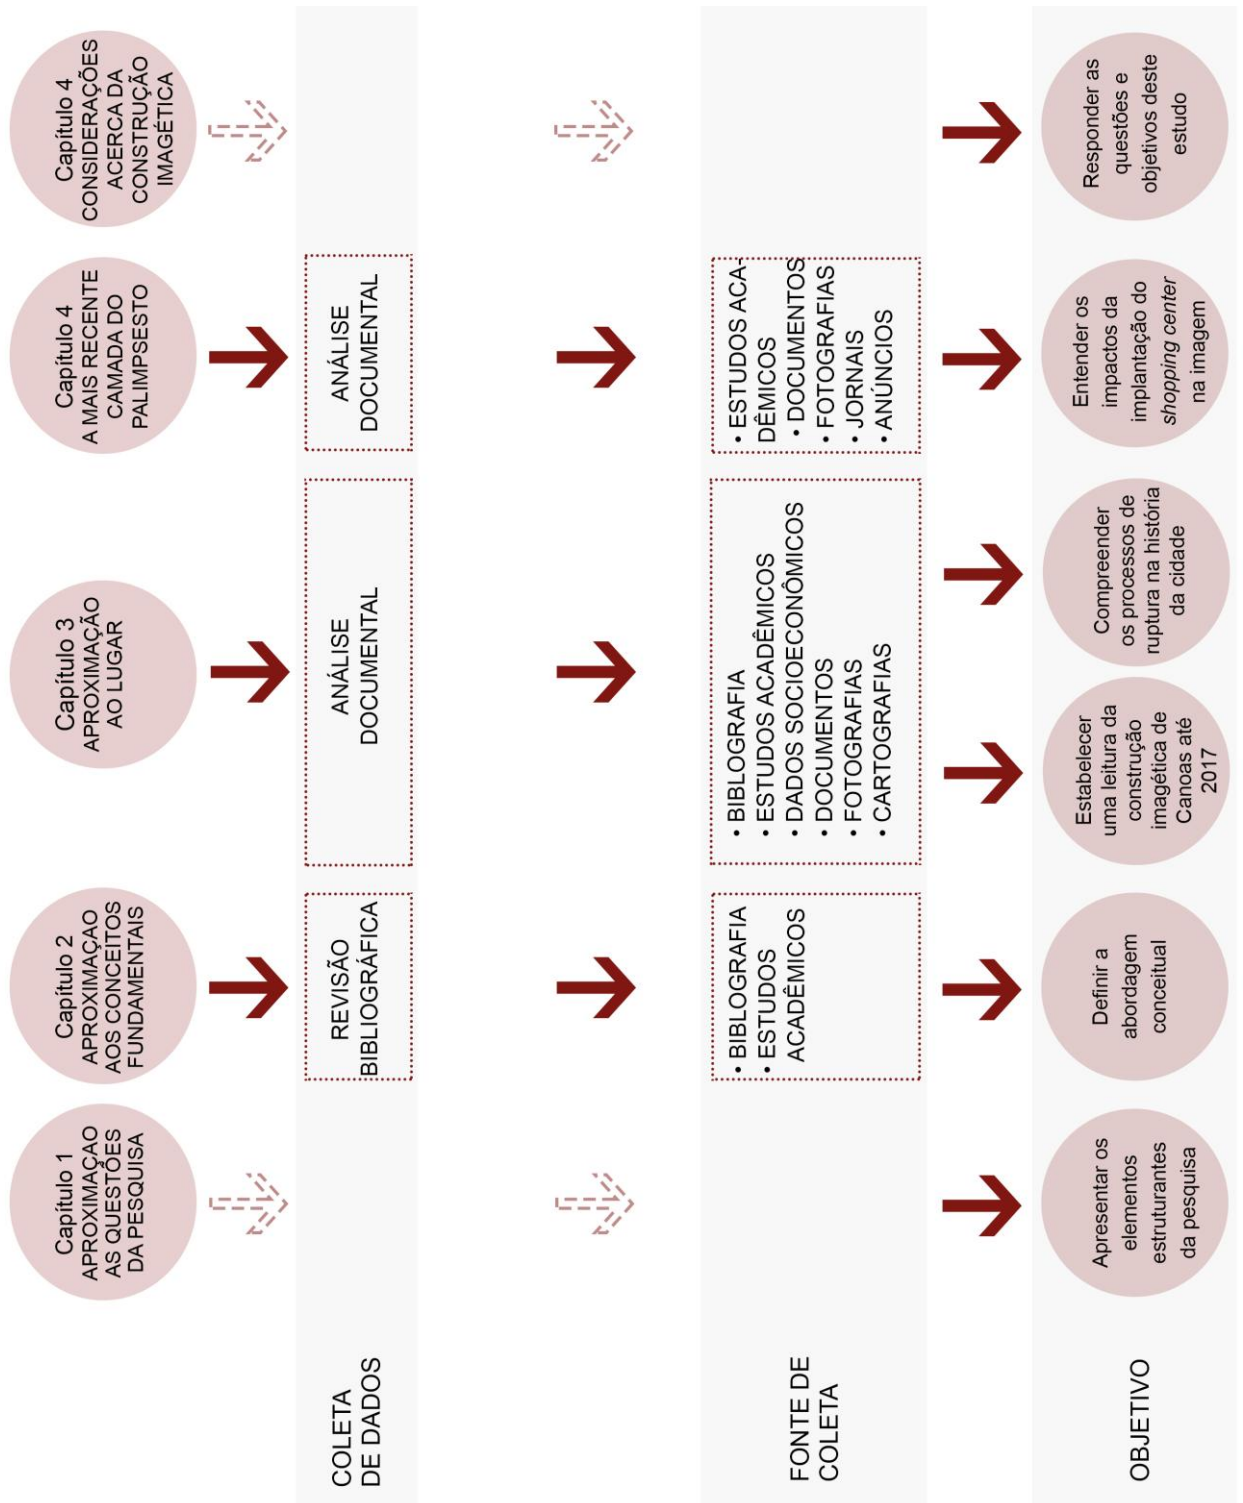 Capítulo 1
APROXIMAÇAO
AS QUESTÕES
DA PESQUISA
Capítulo 2
APROXIMAÇAO
AOS CONCEITOS
FUNDAMENTAIS
Capítulo 3
APROXIMAÇÃO
AO LUGAR
Capítulo 4
A MAIS RECENTE
CAMADA DO
PALIMPSESTO
Capítulo 4
CONSIDERAÇÕES
ACERCA DA
CONSTRUÇÃO
IMAGÉTICA
COLETA
DE DADOS
REVISÃO
BIBLIOGRÁFICA
ANÁLISE
DOCUMENTAL
ANÁLISE
DOCUMENTAL
FONTE DE
COLETA
• BIBLOGRAFIA
• ESTUDOS
ACADÊMICOS
• BIBLOGRAFIA
• ESTUDOS ACADÊMICOS
• DADOS SOCIOECONÔMICOS
• DOCUMENTOS
• FOTOGRAFIAS
• CARTOGRAFIAS
• ESTUDOS ACA-
DÊMICOS
• DOCUMENTOS
• FOTOGRAFIAS
• JORNAIS
• ANÚNCIOS
OBJETIVO
Apresentar os
elementos
estruturantes
da pesquisa
Definir a
abordagem
conceitual
Estabelecer
uma leitura da
construção
imagética de
Canoas até
2017
Compreender
os processos de
ruptura na história
da cidade
Entender os
impactos da
implantação do
shopping center
na imagem
Responder as
questões e
objetivos deste
estudo